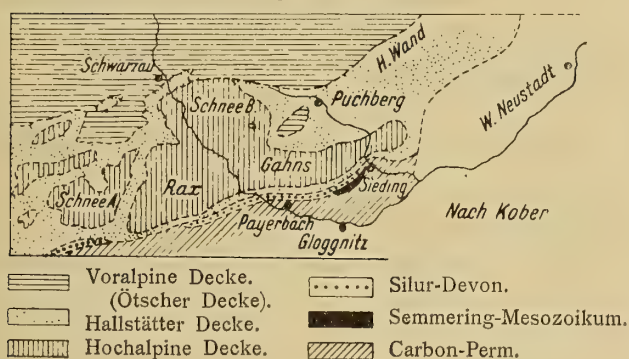 Schwarzau
H. Wand
W. Neustadt
Schnee B
Puchberg
Gahns
Rax
Schnee A
Sieding
Payerbach
Gloggnitz
Nach Kober
Voralpine Decke.
(Ötscher Decke).
Hallstätter Decke.
Hochalpine Decke.
Silur-Devon.
Semmering-Mesozoikum.
Carbon-Perm.